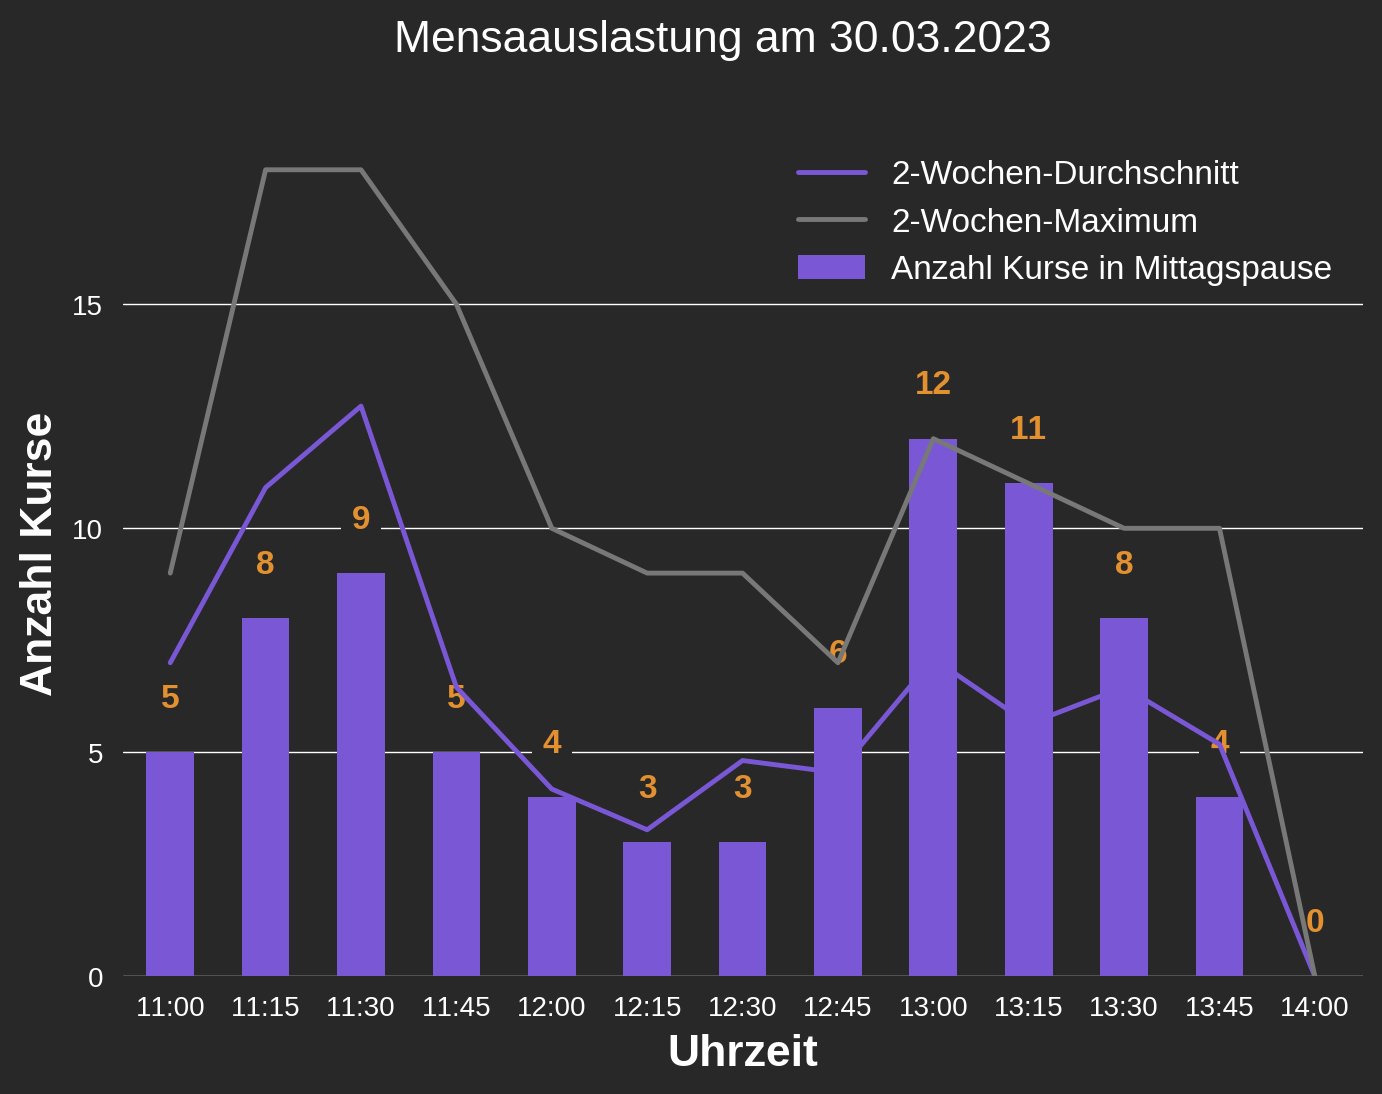 Mensaauslastung am 30.03.2023
2-Wochen-Durchschnitt
2-Wochen-Maximum
Anzahl Kurse in Mittagspause
Anzahl Kurse
15
10
5
0
5
8
9
5
4
3
3
6
12
11
8
4
0
11:00 11:15 11:30 11:45 12:00 12:15 12:30 12:45 13:00 13:15 13:30 13:45 14:00
Uhrzeit